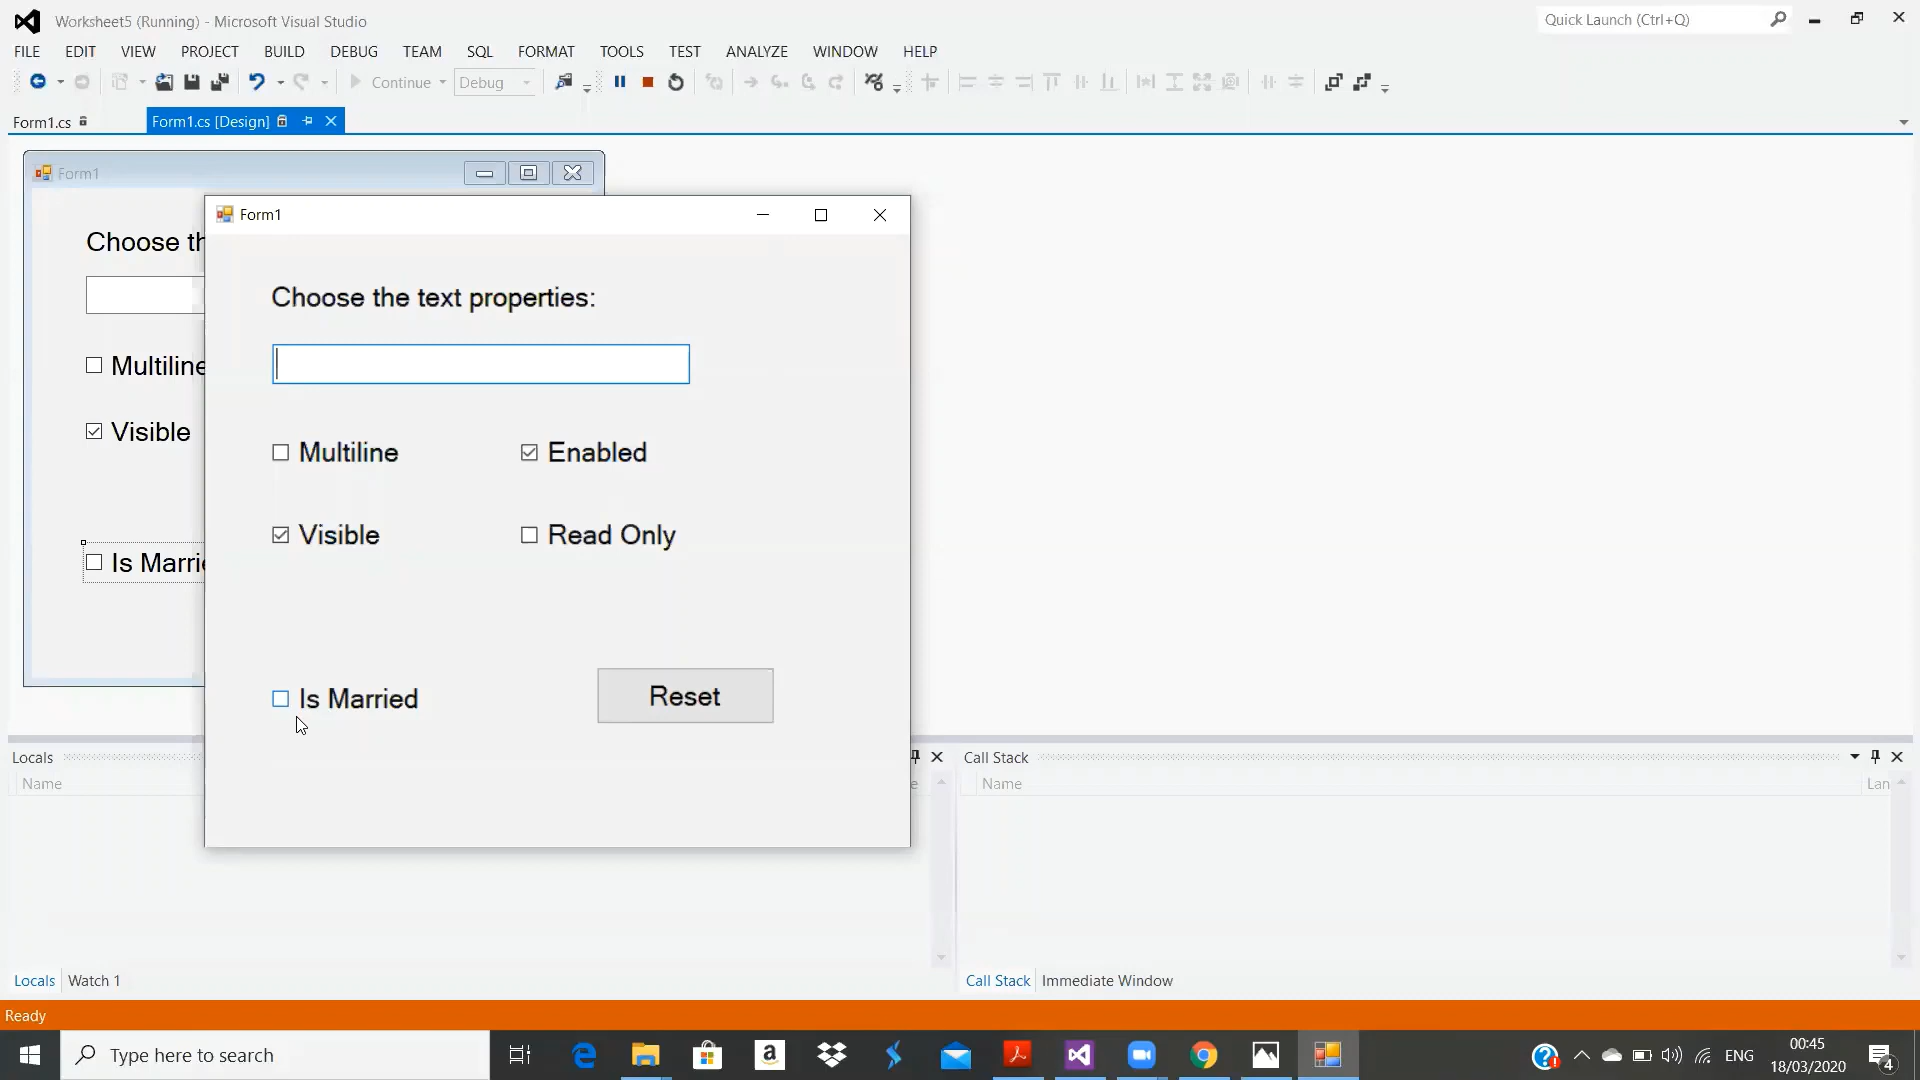 Worksheet5 (Running) - Microsoft Visual Studio
Quick Launch (Ctrl+Q)
FILE EDIT VIEW PROJECT BUILD DEBUG TEAM SQL FORMAT TOOLS TEST ANALYZE WINDOW HELP
Continue Debug
Form1.cs Form1.cs [Design]
Form1
Choose th
Multiline
Visible
Is Marri
Form1
Choose the text properties:
Multiline Enabled
Visible Read Only
Is Married Reset
Locals
Name
Call Stack
Name Lan
Locals Watch 1
Call Stack Immediate Window
Ready
Type here to search
ENG
00:45
18/03/2020
4